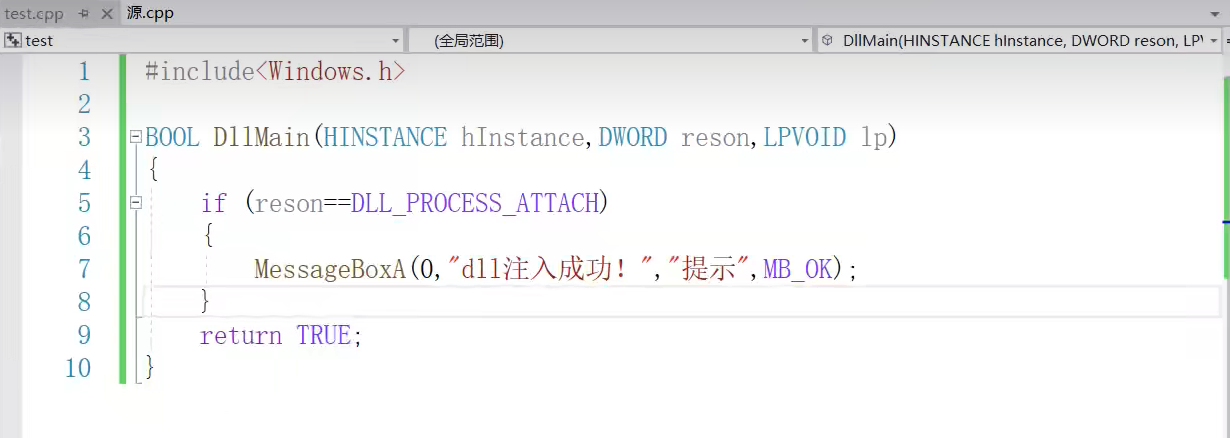 test.cpp 源.cpp
test (全局范围) DllMain(HINSTANCE hInstance, DWORD reson, LPV
1 #include<Windows.h>
2
3 BOOL DllMain(HINSTANCE hInstance,DWORD reson,LPVOID lp)
4 {
5 if (reson==DLL_PROCESS_ATTACH)
6 {
7 MessageBoxA(0,"dll注入成功！","提示",MB_OK);
8 }
9 return TRUE;
10 }